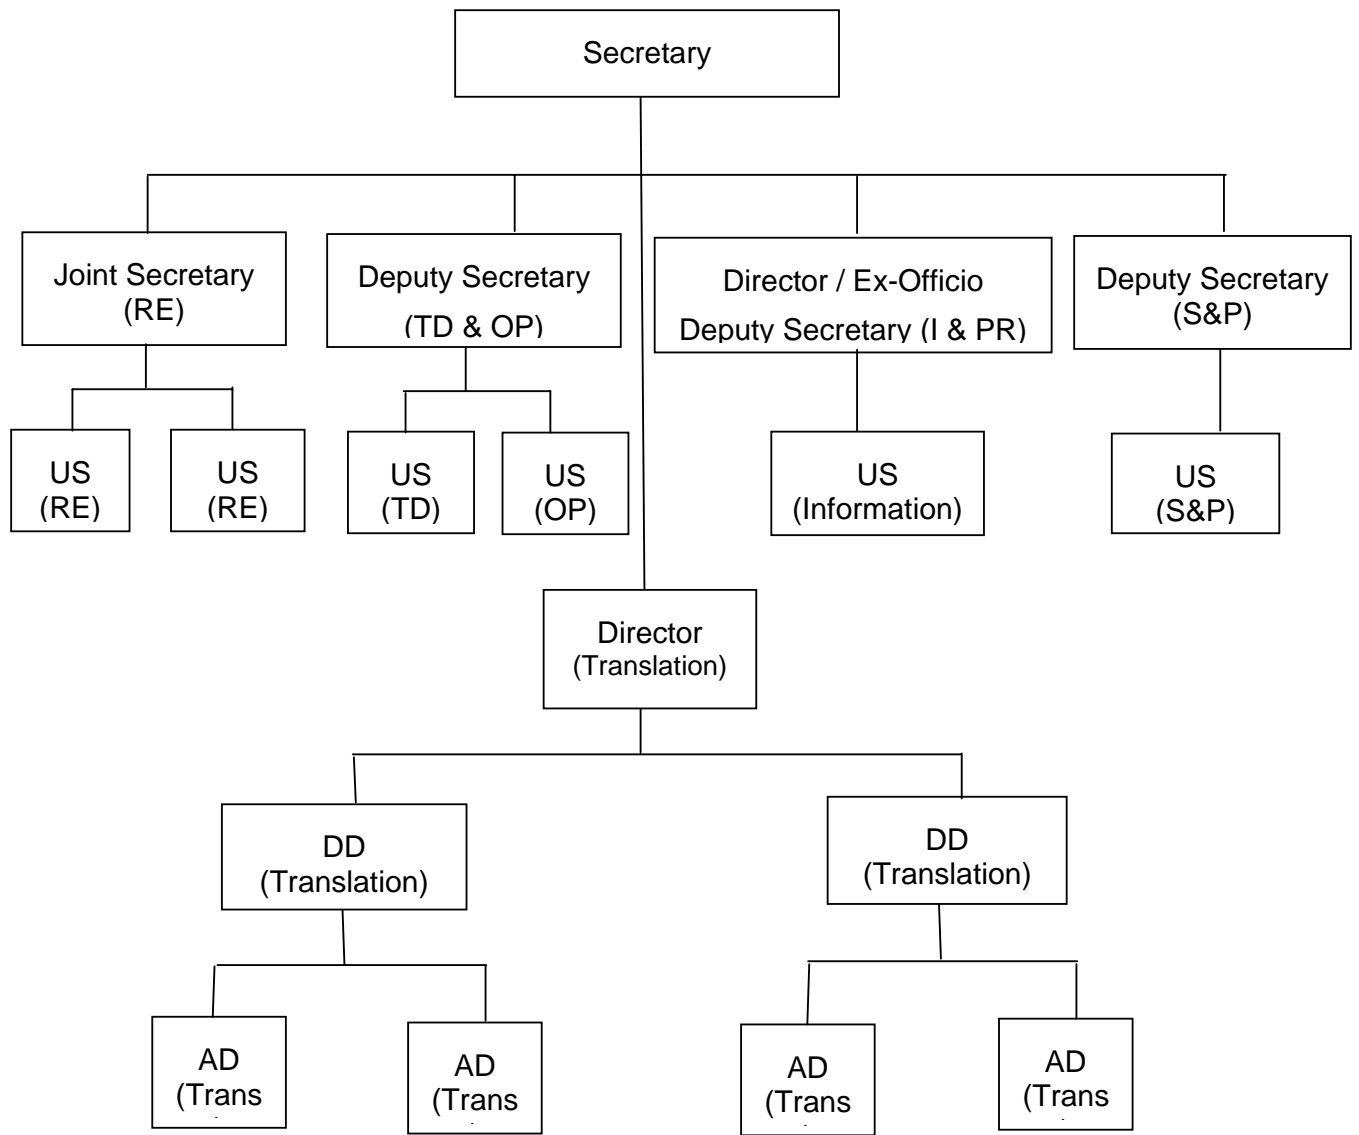 Secretary
Joint Secretary
(RE)
Deputy Secretary
(TD & OP)
Director / Ex-Officio
Deputy Secretary (I & PR)
Deputy Secretary
(S&P)
US
(RE)
US
(RE)
US
(TD)
US
(OP)
US
(Information)
US
(S&P)
Director
(Translation)
DD
(Translation)
DD
(Translation)
AD
(Trans
AD
(Trans
AD
(Trans
AD
(Trans